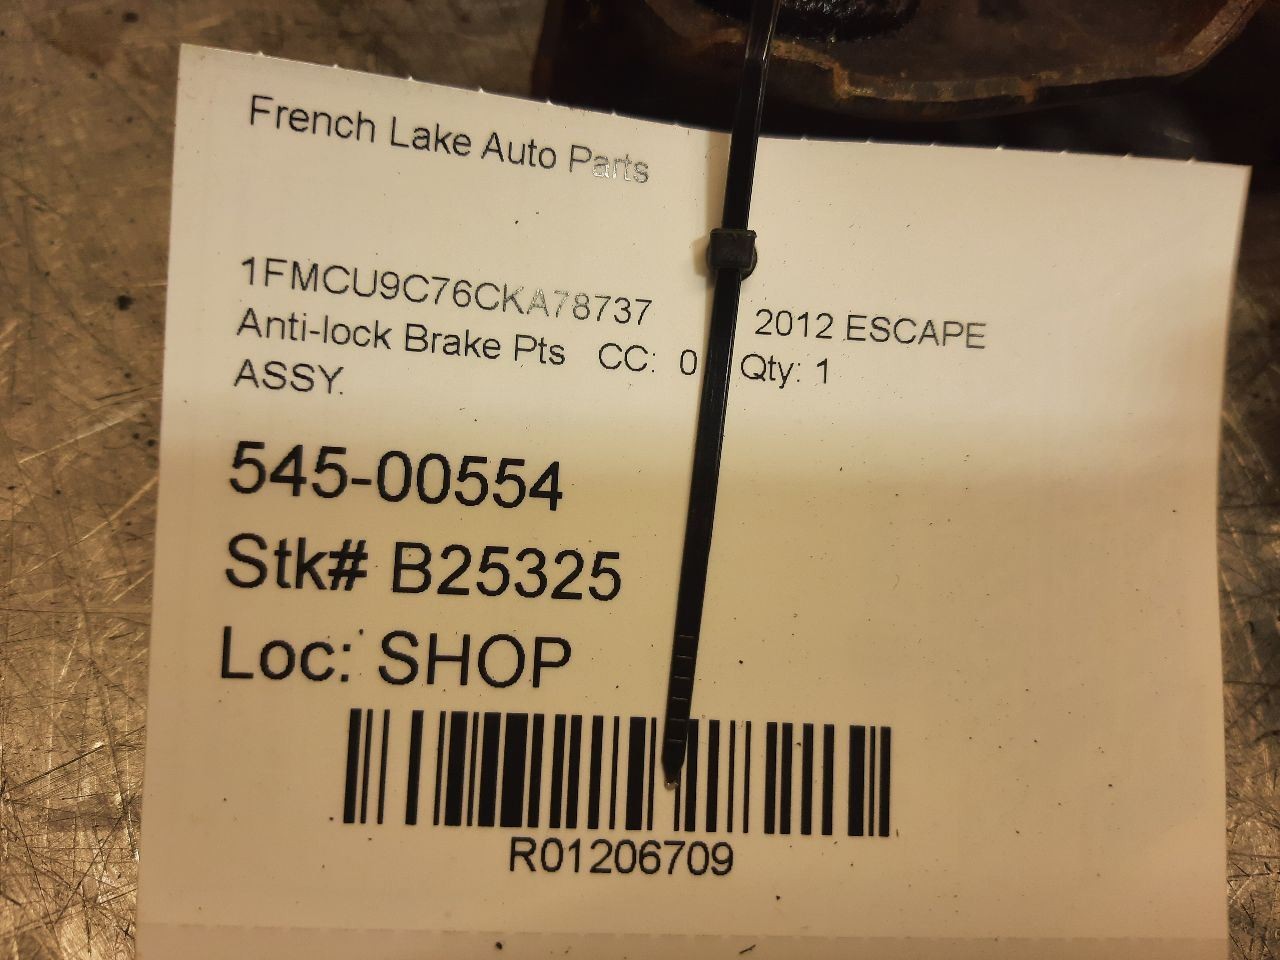 French Lake Auto Parts
1FMCU9C76CKA78737 2012 ESCAPE
Anti-lock Brake Pts CC: 0 Qty: 1
ASSY.
545-00554
Stk# B25325
Loc: SHOP
R01206709